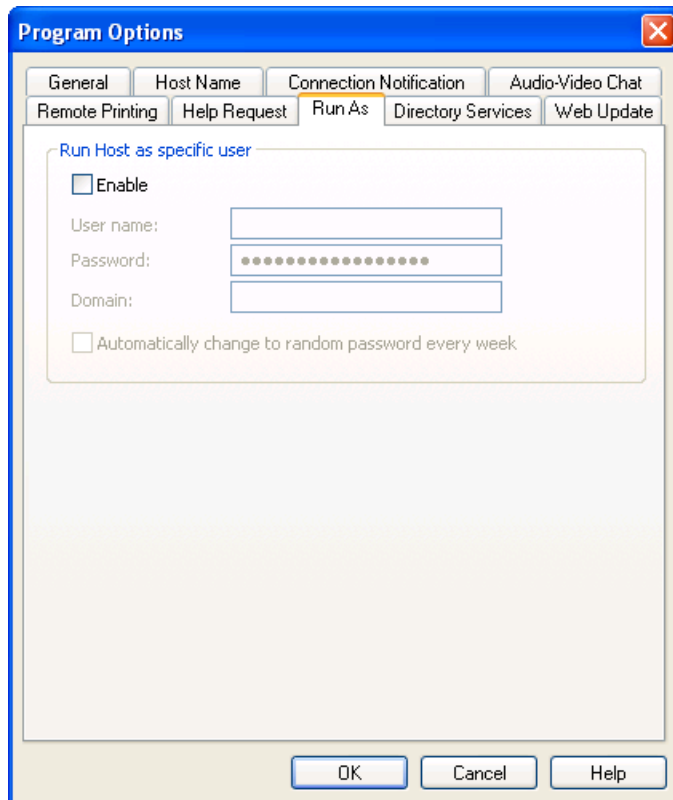 Program Options
General Host Name Connection Notification Audio-Video Chat
Remote Printing Help Request Run As Directory Services Web Update
Run Host as specific user
Enable
User name:
Password: ●●●●●●●●●●●●●●●●●
Domain:
Automatically change to random password every week
OK Cancel Help